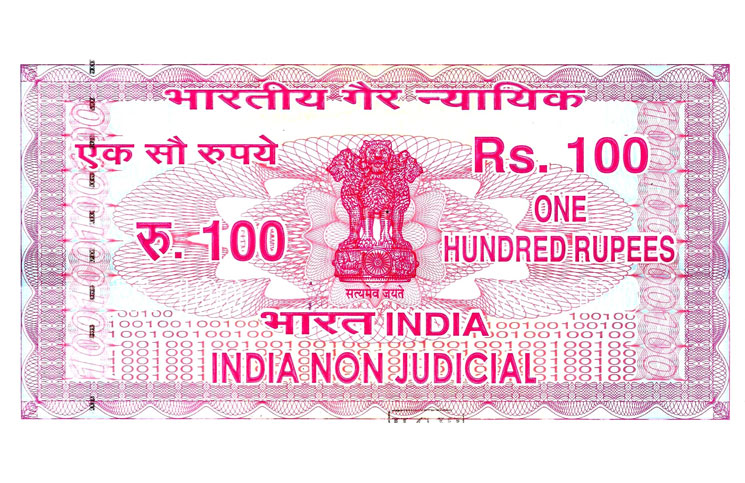 भारतीय गैर न्यायिक
एक सौ रुपये
Rs. 100
रु. 100
ONE
HUNDRED RUPEES
सत्यमेव जयते
भारत INDIA
INDIA NON JUDICIAL